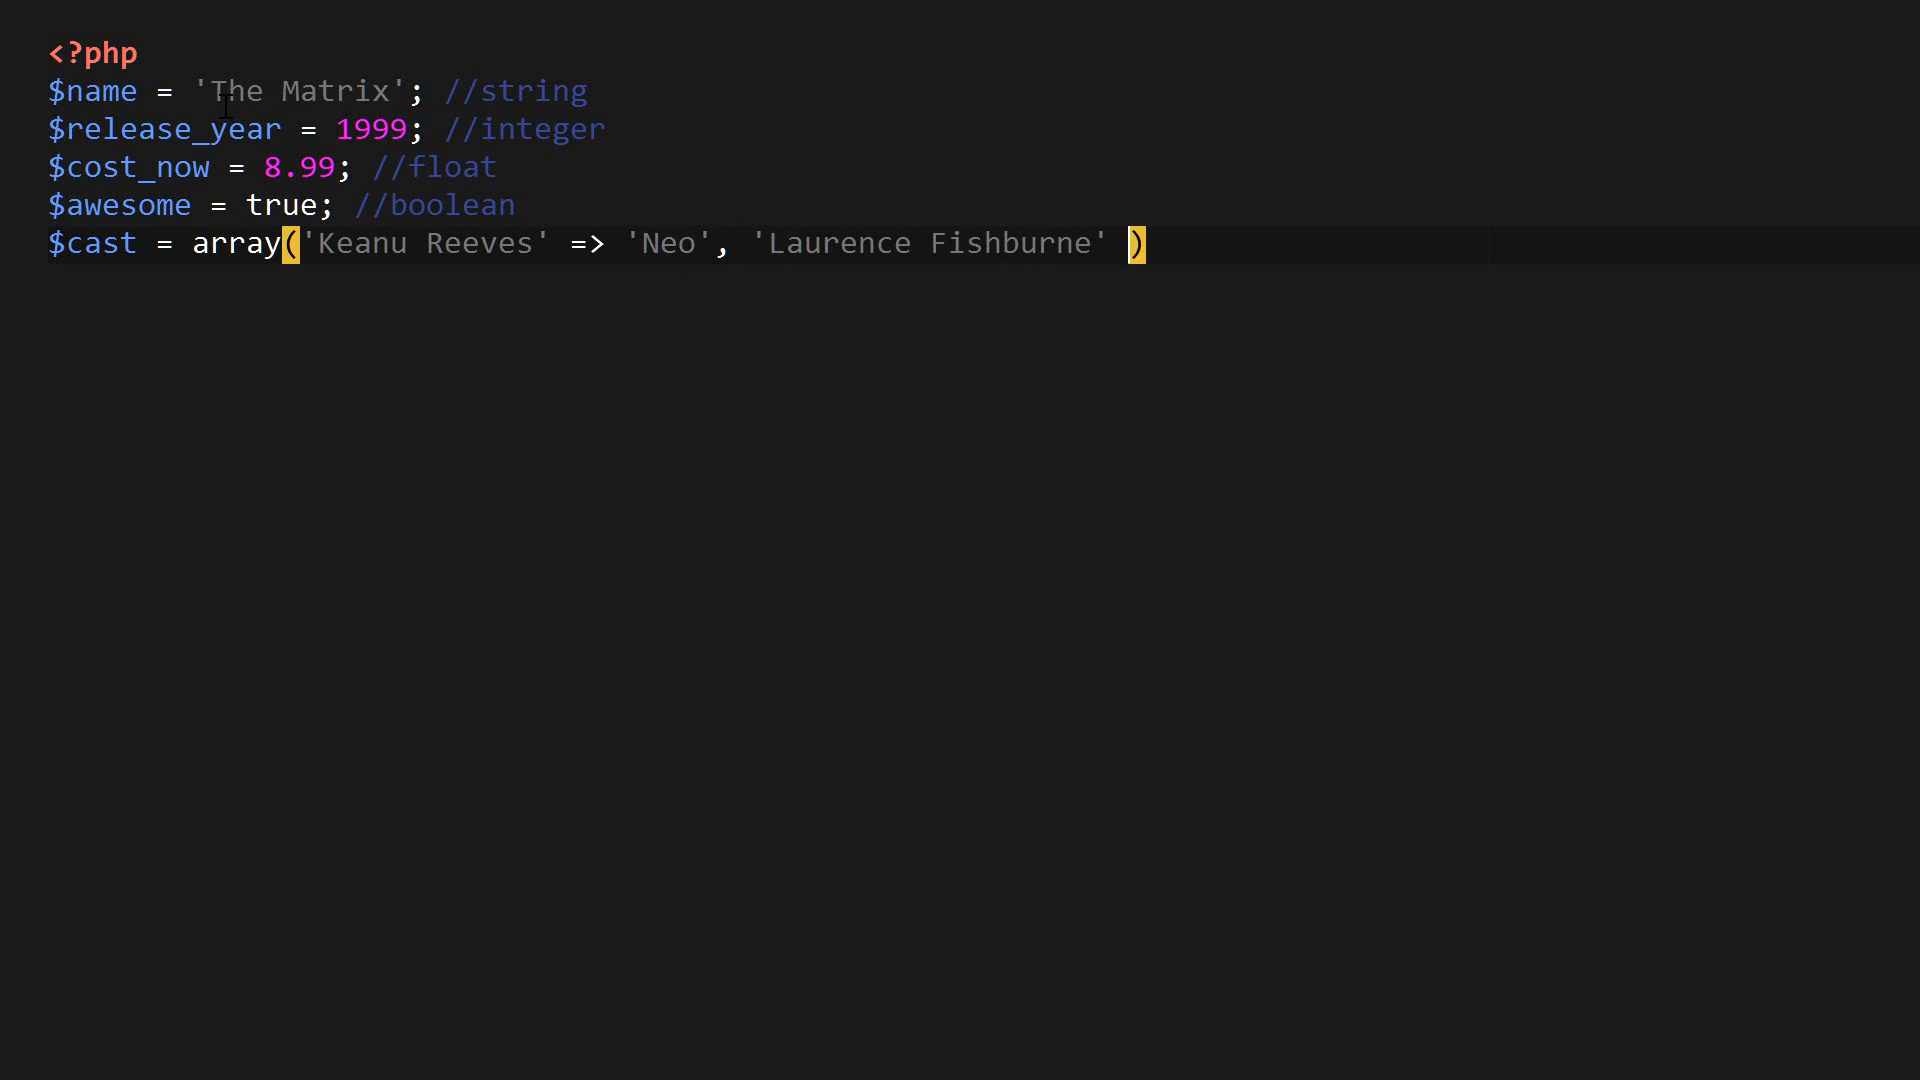 <?php
$name = 'The Matrix'; //string
$release_year = 1999; //integer
$cost_now = 8.99; //float
$awesome = true; //boolean
$cast = array('Keanu Reeves' => 'Neo', 'Laurence Fishburne' )